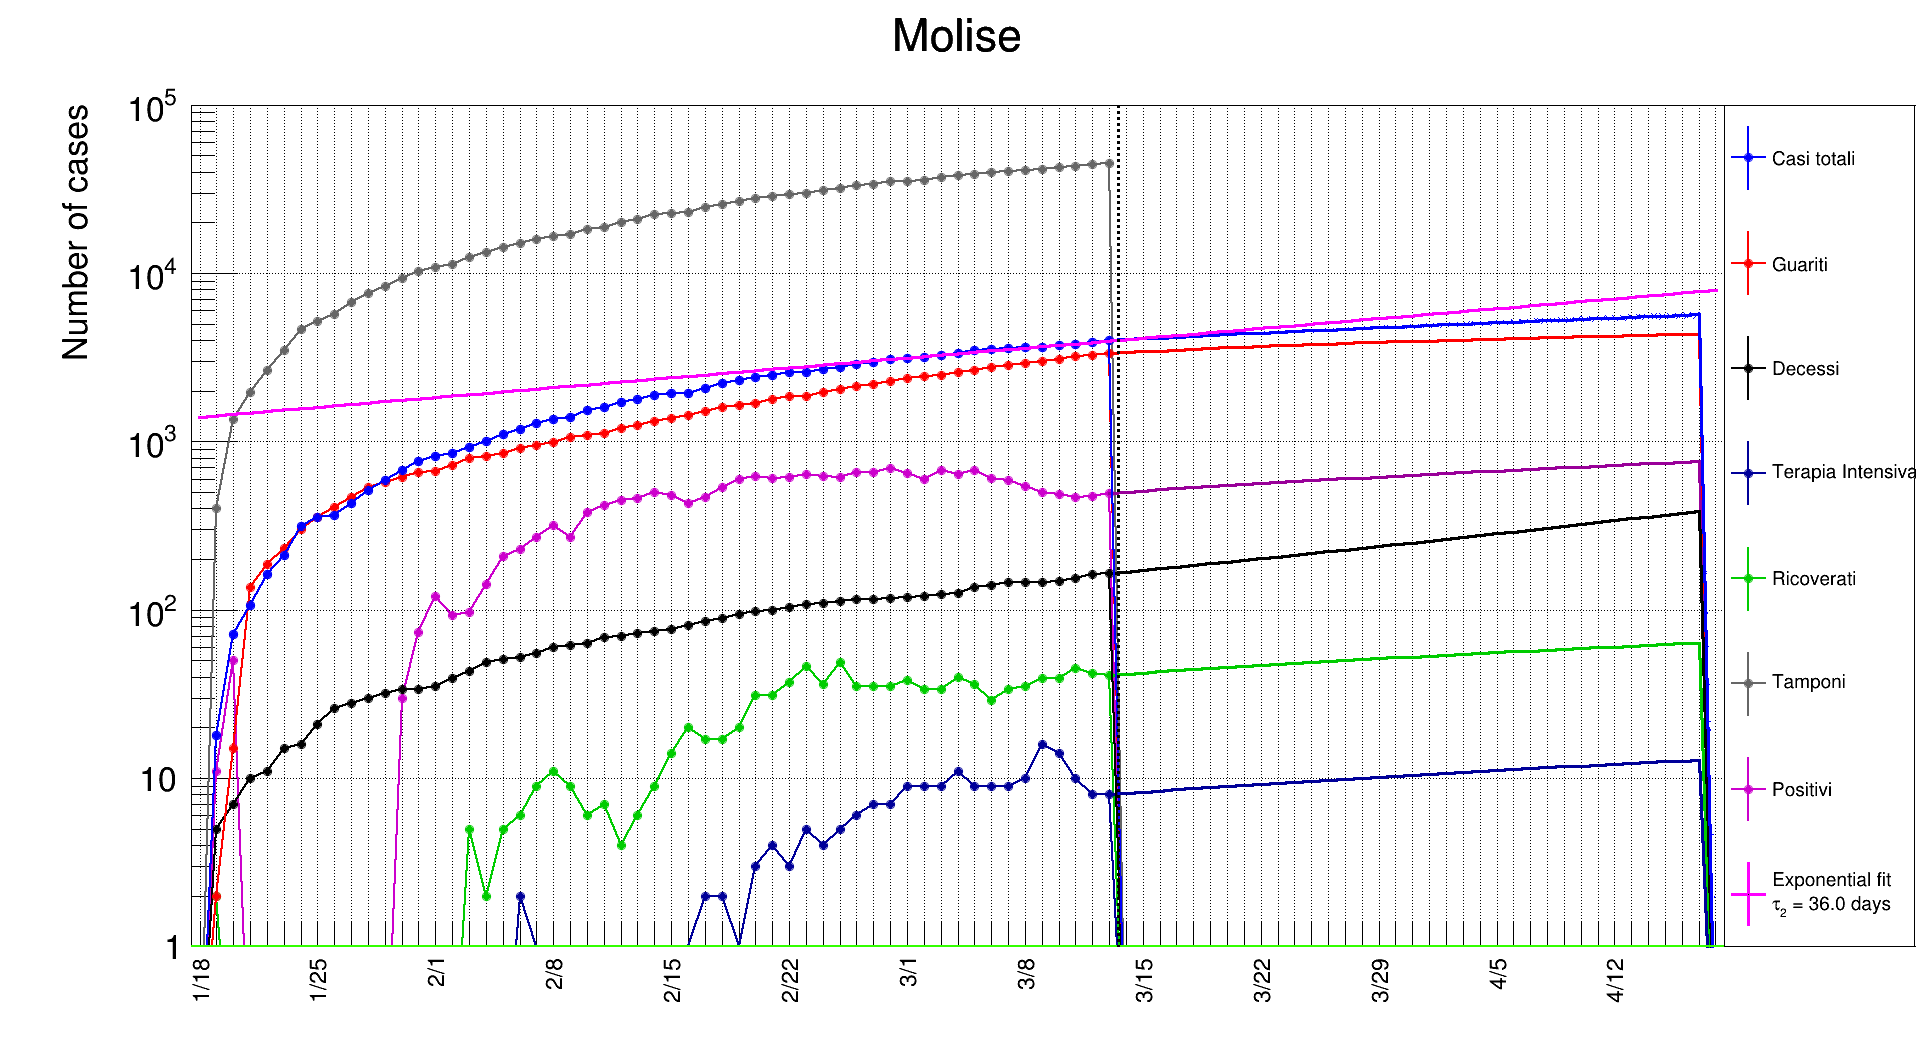 Molise
Number of cases
10^5
10^4
10^3
10^2
10
1
1/18
1/25
2/1
2/8
2/15
2/22
3/1
3/8
3/15
3/22
3/29
4/5
4/12
Casi totali
Guariti
Decessi
Terapia Intensiva
Ricoverati
Tamponi
Positivi
Exponential fit
τ₂ = 36.0 days